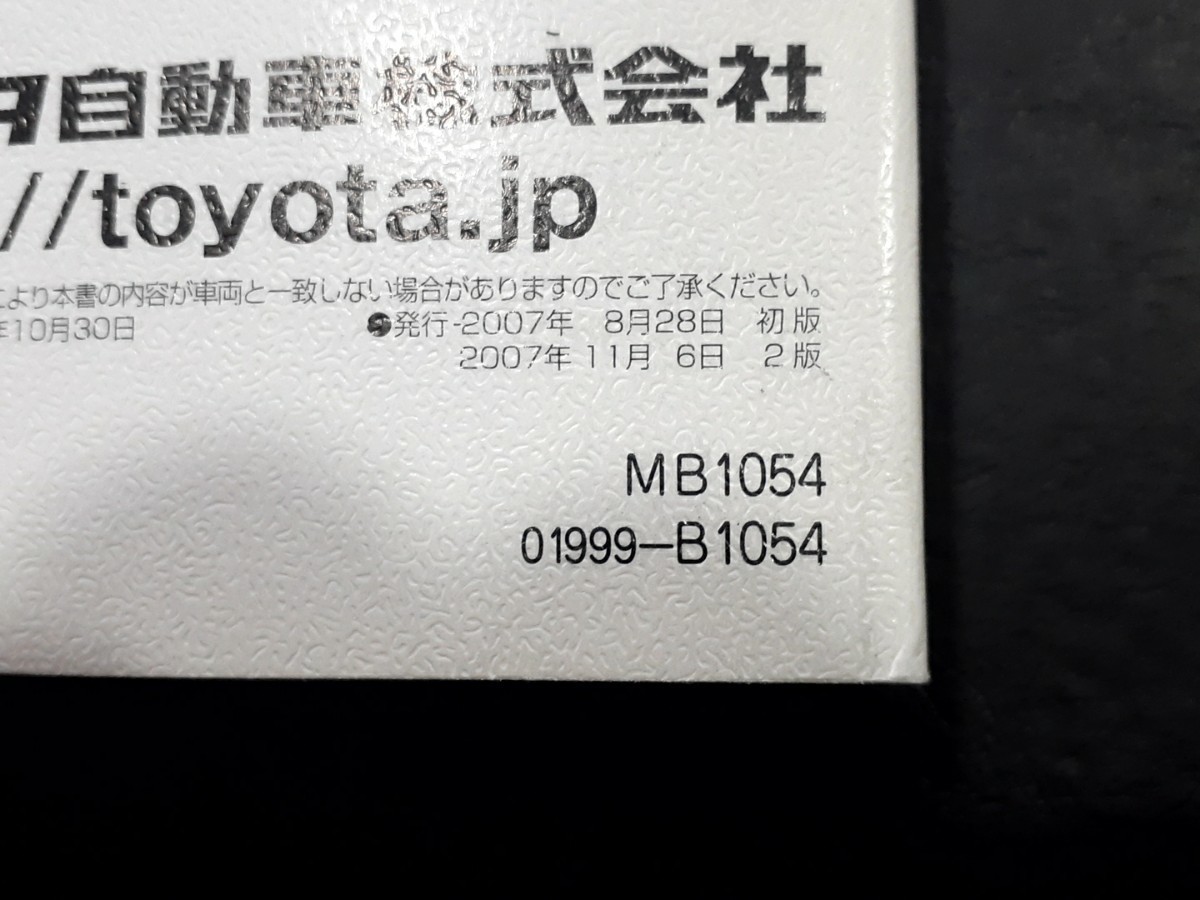 タ自動車株式会社
//toyota.jp
により本書の内容が車両と一致しない場合がありますのでご了承ください。
年10月30日 ●発行-2007年 8月28日 初版
2007年11月 6日 2版
MB1054
01999-B1054